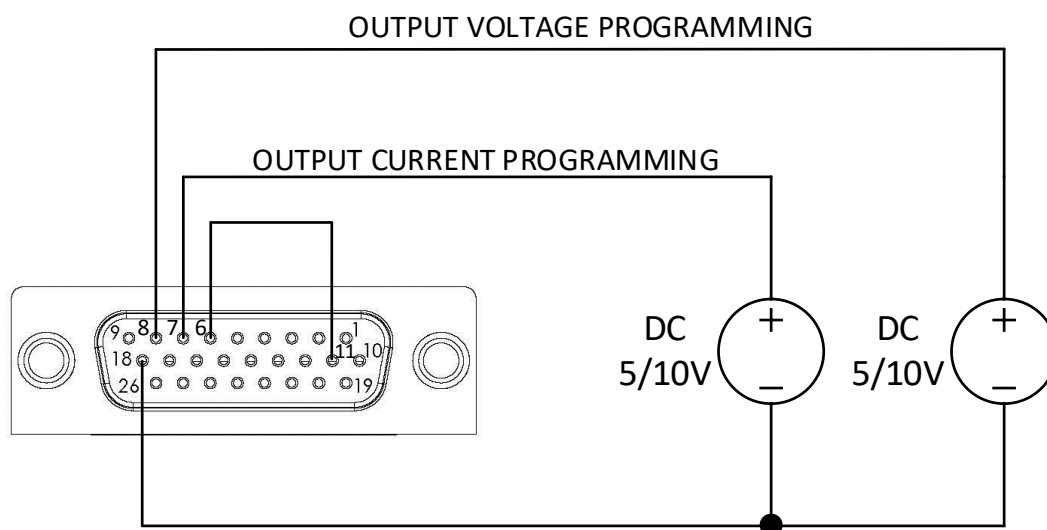 OUTPUT VOLTAGE PROGRAMMING
OUTPUT CURRENT PROGRAMMING
9 8 7 6 1
18 11 10
26 19
DC
5/10V
+
−
DC
5/10V
+
−